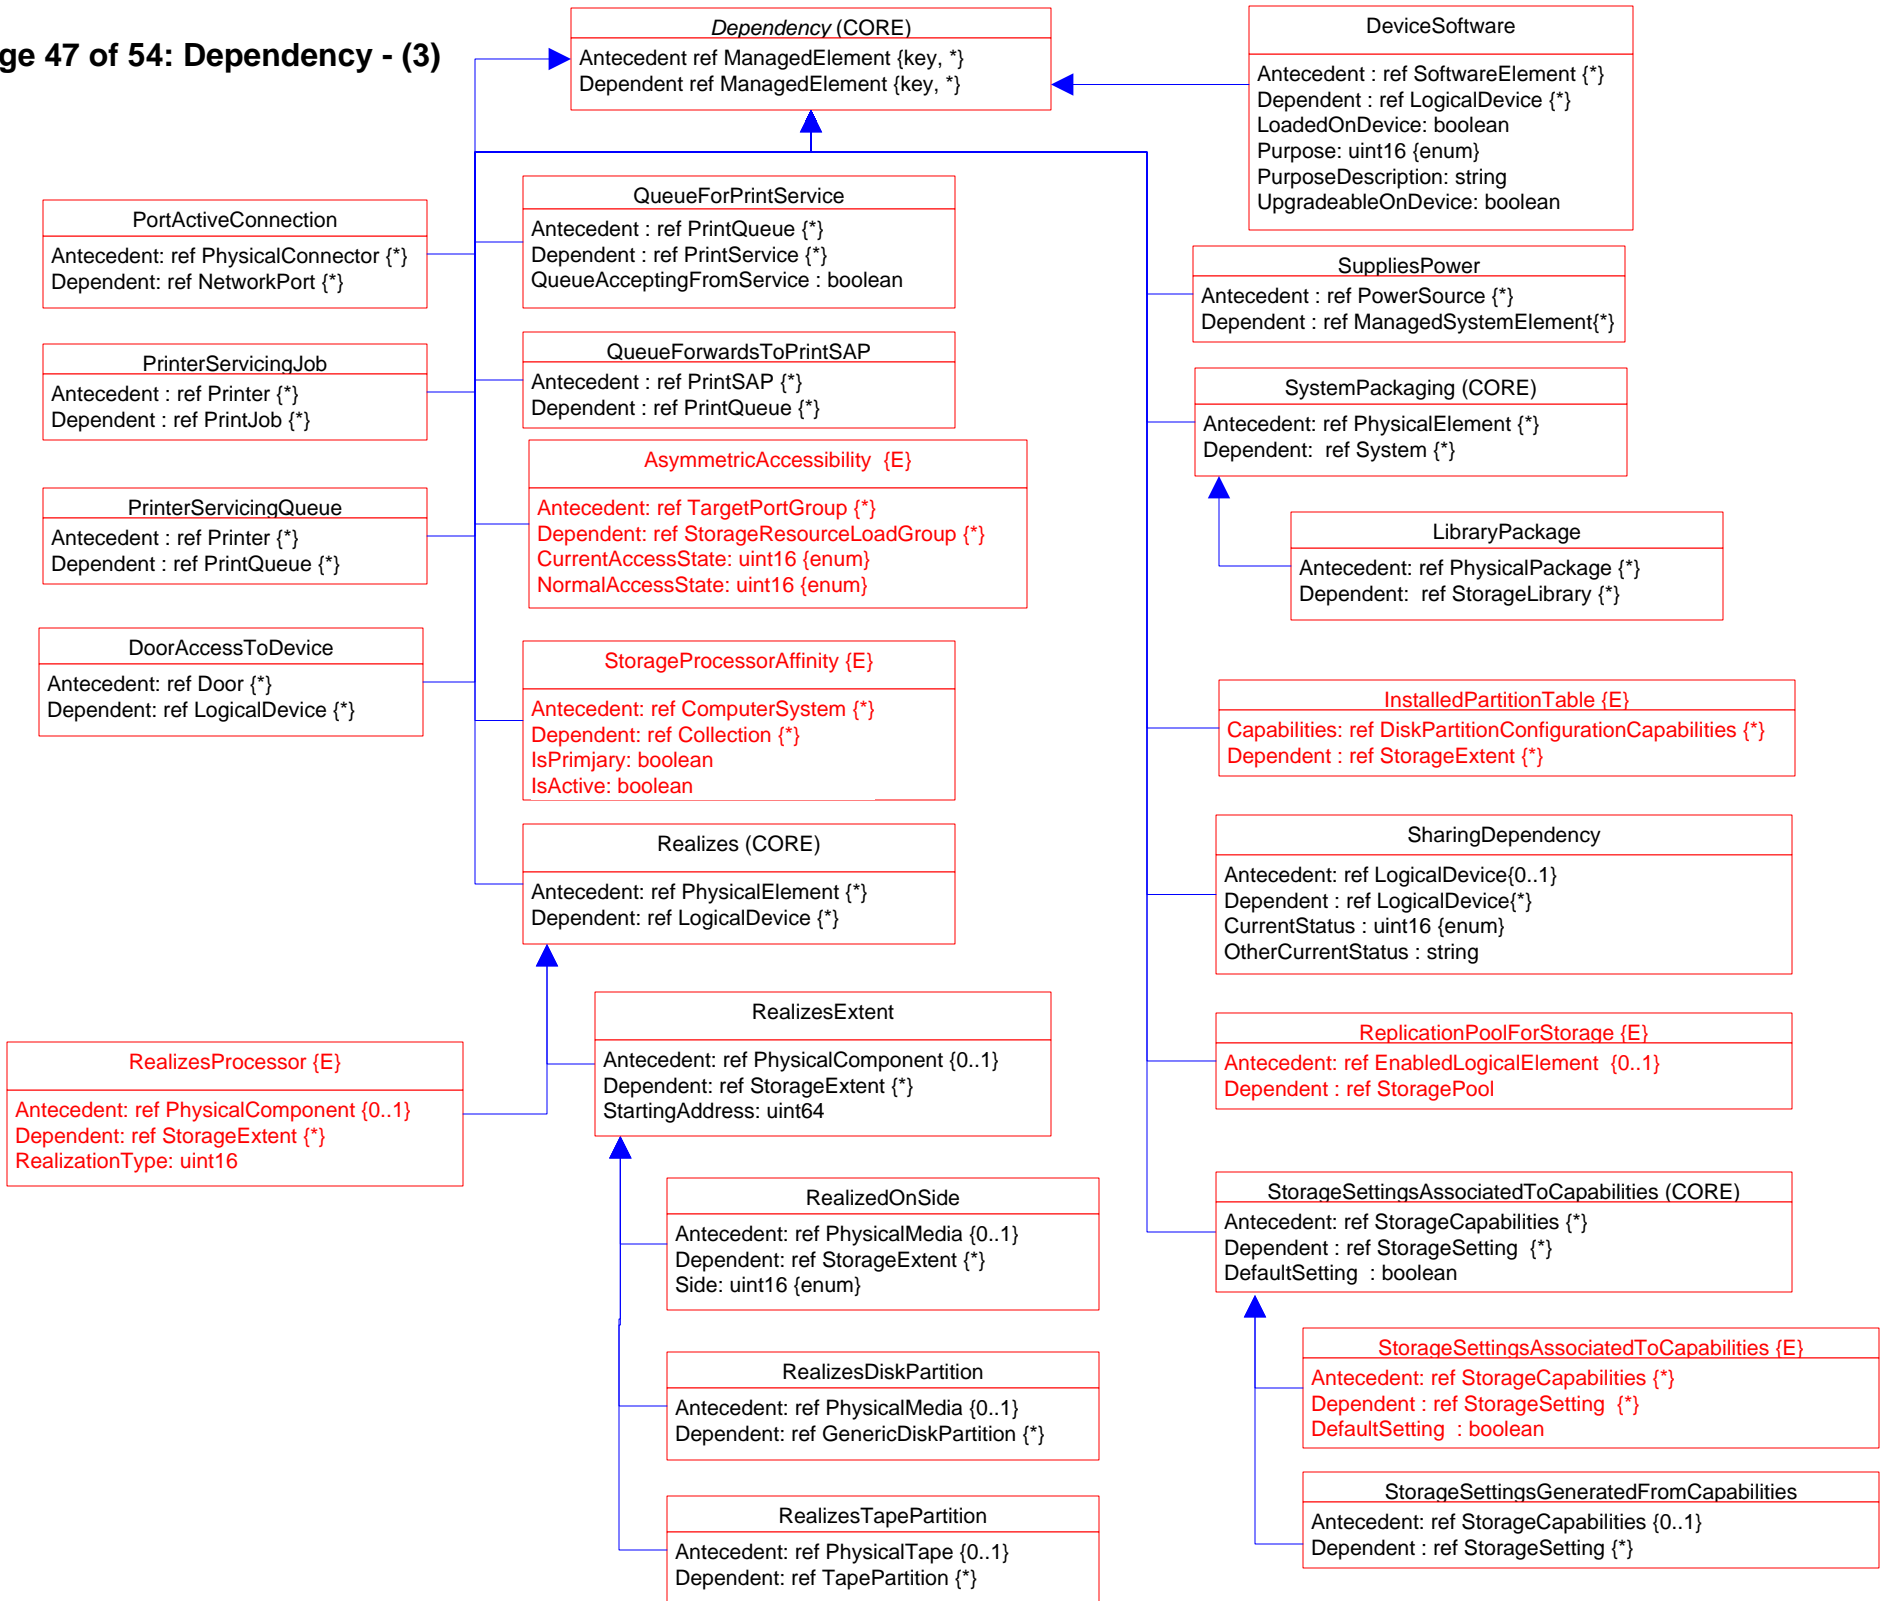 ge 47 of 54: Dependency - (3)
Dependency (CORE)
Antecedent ref ManagedElement {key, *}
Dependent ref ManagedElement {key, *}
DeviceSoftware
Antecedent : ref SoftwareElement {*}
Dependent : ref LogicalDevice {*}
LoadedOnDevice: boolean
Purpose: uint16 {enum}
PurposeDescription: string
UpgradeableOnDevice: boolean
PortActiveConnection
Antecedent: ref PhysicalConnector {*}
Dependent: ref NetworkPort {*}
QueueForPrintService
Antecedent : ref PrintQueue {*}
Dependent : ref PrintService {*}
QueueAcceptingFromService : boolean
SuppliesPower
Antecedent : ref PowerSource {*}
Dependent : ref ManagedSystemElement{*}
PrinterServicingJob
Antecedent : ref Printer {*}
Dependent : ref PrintJob {*}
QueueForwardsToPrintSAP
Antecedent : ref PrintSAP {*}
Dependent : ref PrintQueue {*}
SystemPackaging (CORE)
Antecedent: ref PhysicalElement {*}
Dependent:  ref System {*}
PrinterServicingQueue
Antecedent : ref Printer {*}
Dependent : ref PrintQueue {*}
AsymmetricAccessibility  {E}
Antecedent: ref TargetPortGroup {*}
Dependent: ref StorageResourceLoadGroup {*}
CurrentAccessState: uint16 {enum}
NormalAccessState: uint16 {enum}
LibraryPackage
Antecedent: ref PhysicalPackage {*}
Dependent:  ref StorageLibrary {*}
DoorAccessToDevice
Antecedent: ref Door {*}
Dependent: ref LogicalDevice {*}
StorageProcessorAffinity {E}
Antecedent: ref ComputerSystem {*}
Dependent: ref Collection {*}
IsPrimjary: boolean
IsActive: boolean
InstalledPartitionTable {E}
Capabilities: ref DiskPartitionConfigurationCapabilities {*}
Dependent : ref StorageExtent {*}
Realizes (CORE)
Antecedent: ref PhysicalElement {*}
Dependent: ref LogicalDevice {*}
SharingDependency
Antecedent: ref LogicalDevice{0..1}
Dependent : ref LogicalDevice{*}
CurrentStatus : uint16 {enum}
OtherCurrentStatus : string
RealizesExtent
Antecedent: ref PhysicalComponent {0..1}
Dependent: ref StorageExtent {*}
StartingAddress: uint64
RealizesProcessor {E}
Antecedent: ref PhysicalComponent {0..1}
Dependent: ref StorageExtent {*}
RealizationType: uint16
ReplicationPoolForStorage {E}
Antecedent: ref EnabledLogicalElement  {0..1}
Dependent : ref StoragePool
RealizedOnSide
Antecedent: ref PhysicalMedia {0..1}
Dependent: ref StorageExtent {*}
Side: uint16 {enum}
StorageSettingsAssociatedToCapabilities (CORE)
Antecedent: ref StorageCapabilities {*}
Dependent : ref StorageSetting  {*}
DefaultSetting  : boolean
RealizesDiskPartition
Antecedent: ref PhysicalMedia {0..1}
Dependent: ref GenericDiskPartition {*}
StorageSettingsAssociatedToCapabilities {E}
Antecedent: ref StorageCapabilities {*}
Dependent : ref StorageSetting  {*}
DefaultSetting  : boolean
RealizesTapePartition
Antecedent: ref PhysicalTape {0..1}
Dependent: ref TapePartition {*}
StorageSettingsGeneratedFromCapabilities
Antecedent: ref StorageCapabilities {0..1}
Dependent : ref StorageSetting {*}